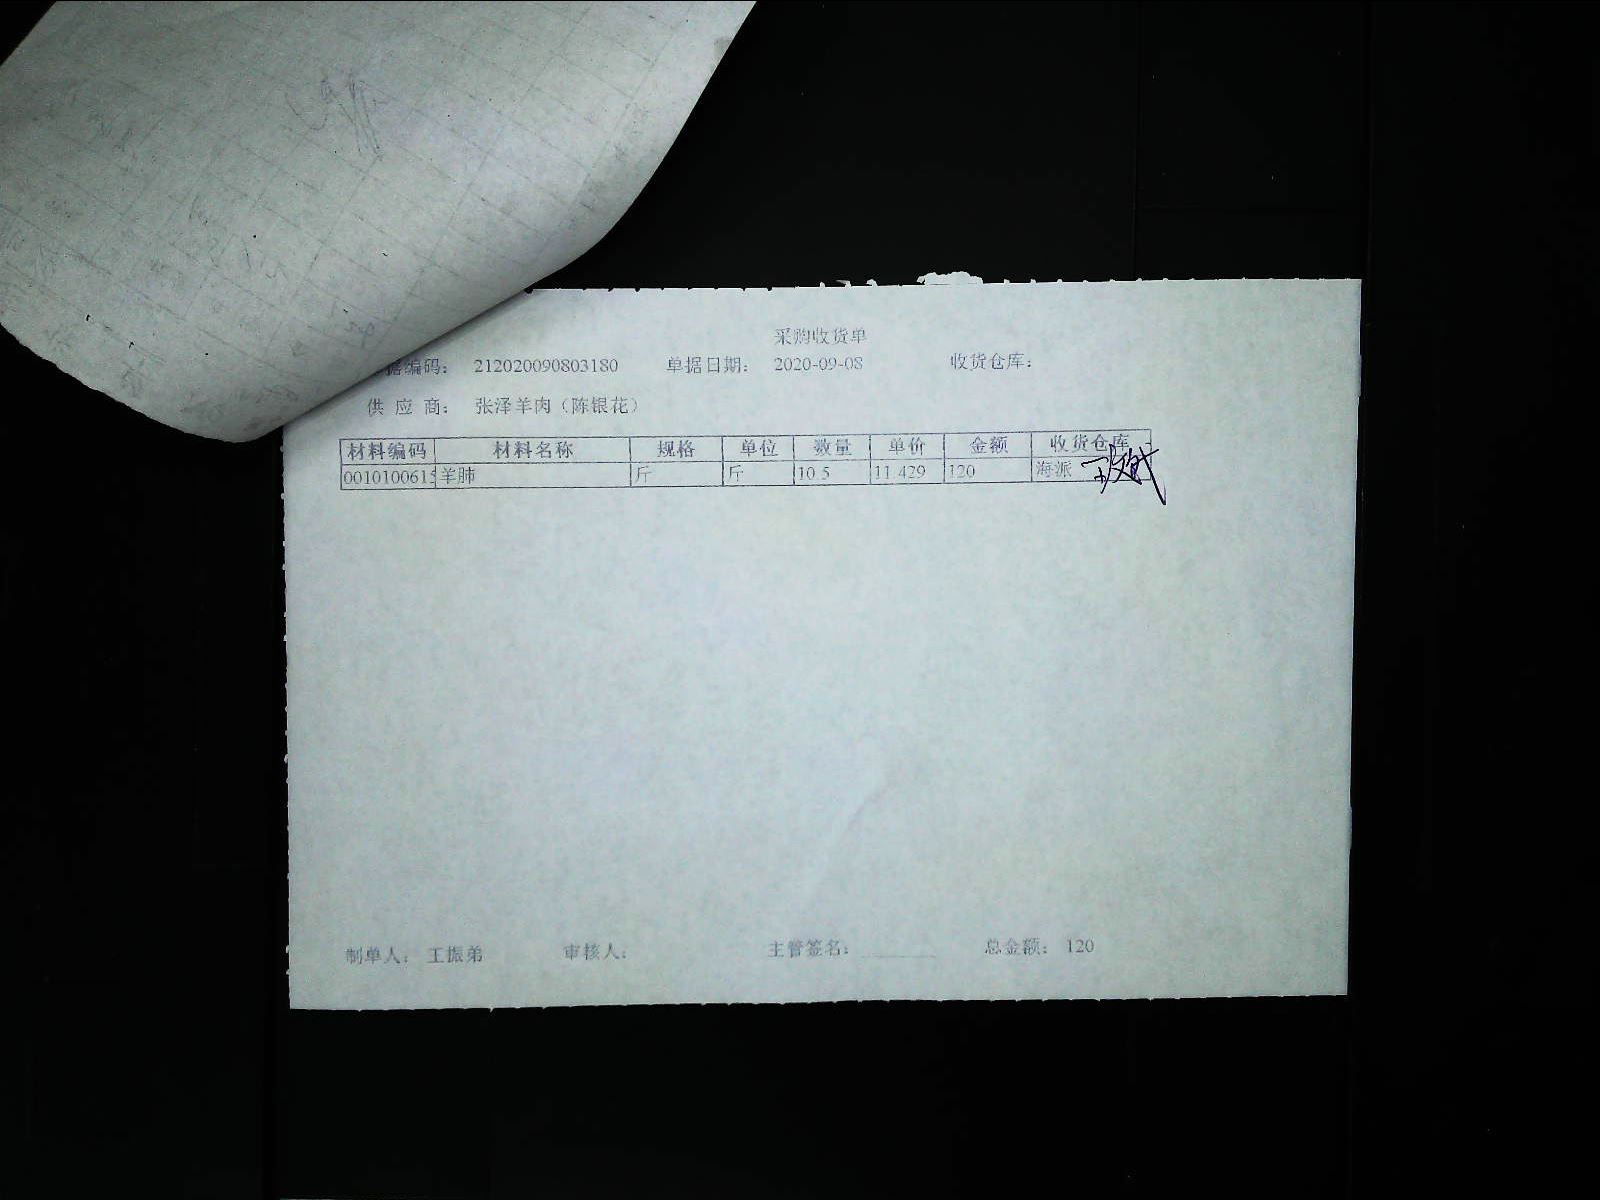 采购收货单
据编码： 212020090803180 单据日期： 2020-09-08 收货仓库：
供 应 商： 张泽羊肉（陈银花）
材料编码 材料名称 规格 单位 数量 单价 金额 收货仓库
0010100615 羊肺 斤 斤 10.5 11.429 120 海派
制单人： 王振弟 审核人： 主管签名： 总金额： 120